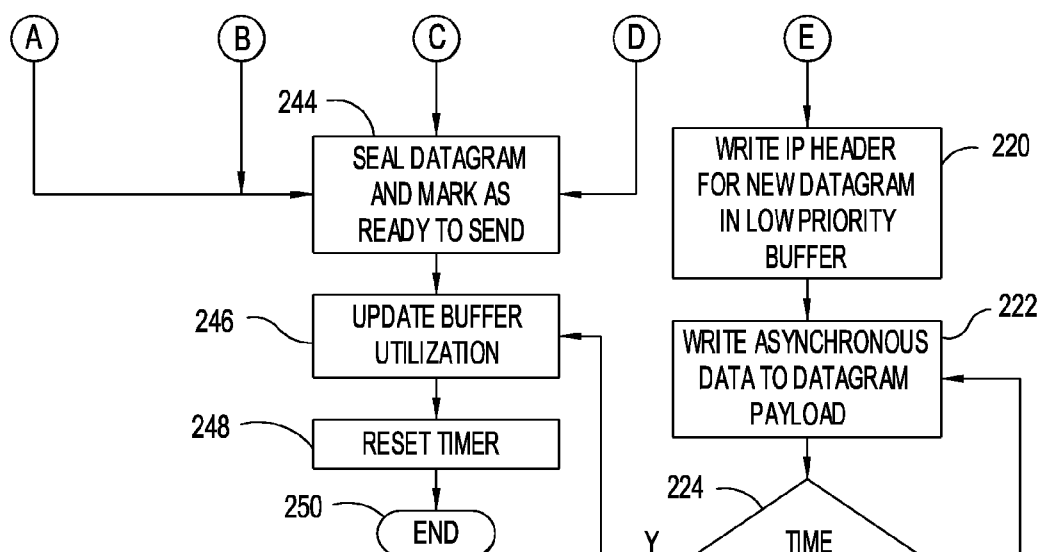 A
B
C
D
E
244
SEAL DATAGRAM
AND MARK AS
READY TO SEND
246
UPDATE BUFFER
UTILIZATION
248
RESET TIMER
250
END
220
WRITE IP HEADER
FOR NEW DATAGRAM
IN LOW PRIORITY
BUFFER
222
WRITE ASYNCHRONOUS
DATA TO DATAGRAM
PAYLOAD
224
Y
TIME